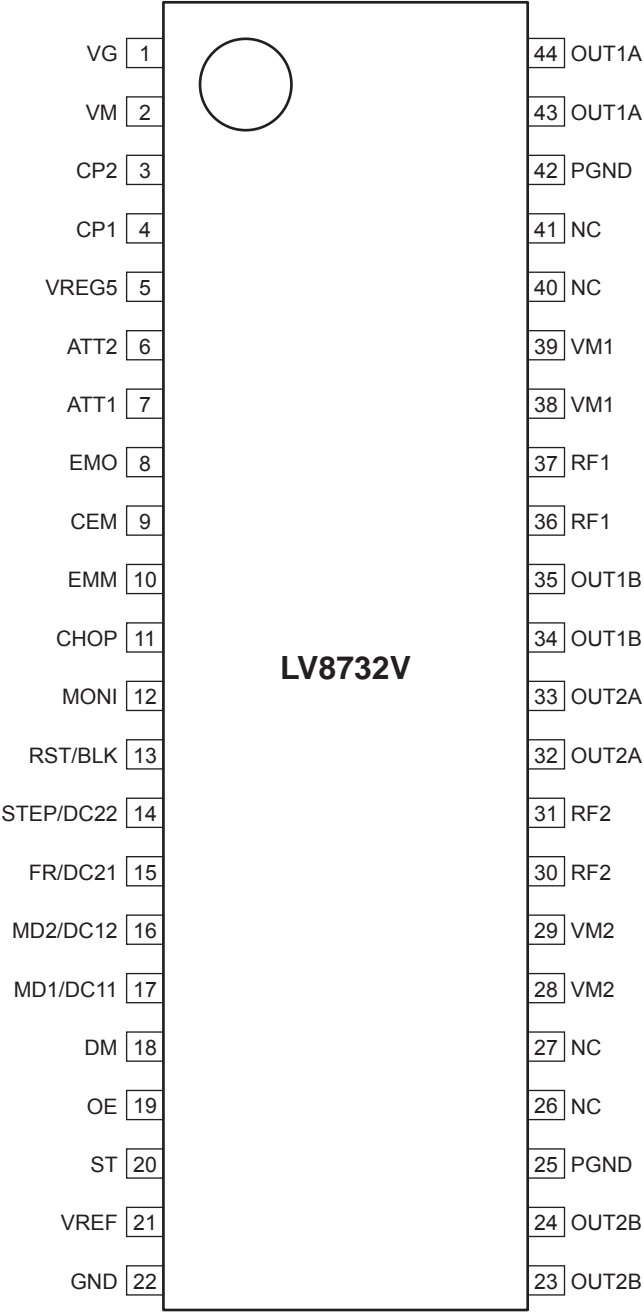 VG 1 44 OUT1A
VM 2 43 OUT1A
CP2 3 42 PGND
CP1 4 41 NC
VREG5 5 40 NC
ATT2 6 39 VM1
ATT1 7 38 VM1
EMO 8 37 RF1
CEM 9 36 RF1
EMM 10 35 OUT1B
CHOP 11 34 OUT1B
LV8732V
MONI 12 33 OUT2A
RST/BLK 13 32 OUT2A
STEP/DC22 14 31 RF2
FR/DC21 15 30 RF2
MD2/DC12 16 29 VM2
MD1/DC11 17 28 VM2
DM 18 27 NC
OE 19 26 NC
ST 20 25 PGND
VREF 21 24 OUT2B
GND 22 23 OUT2B